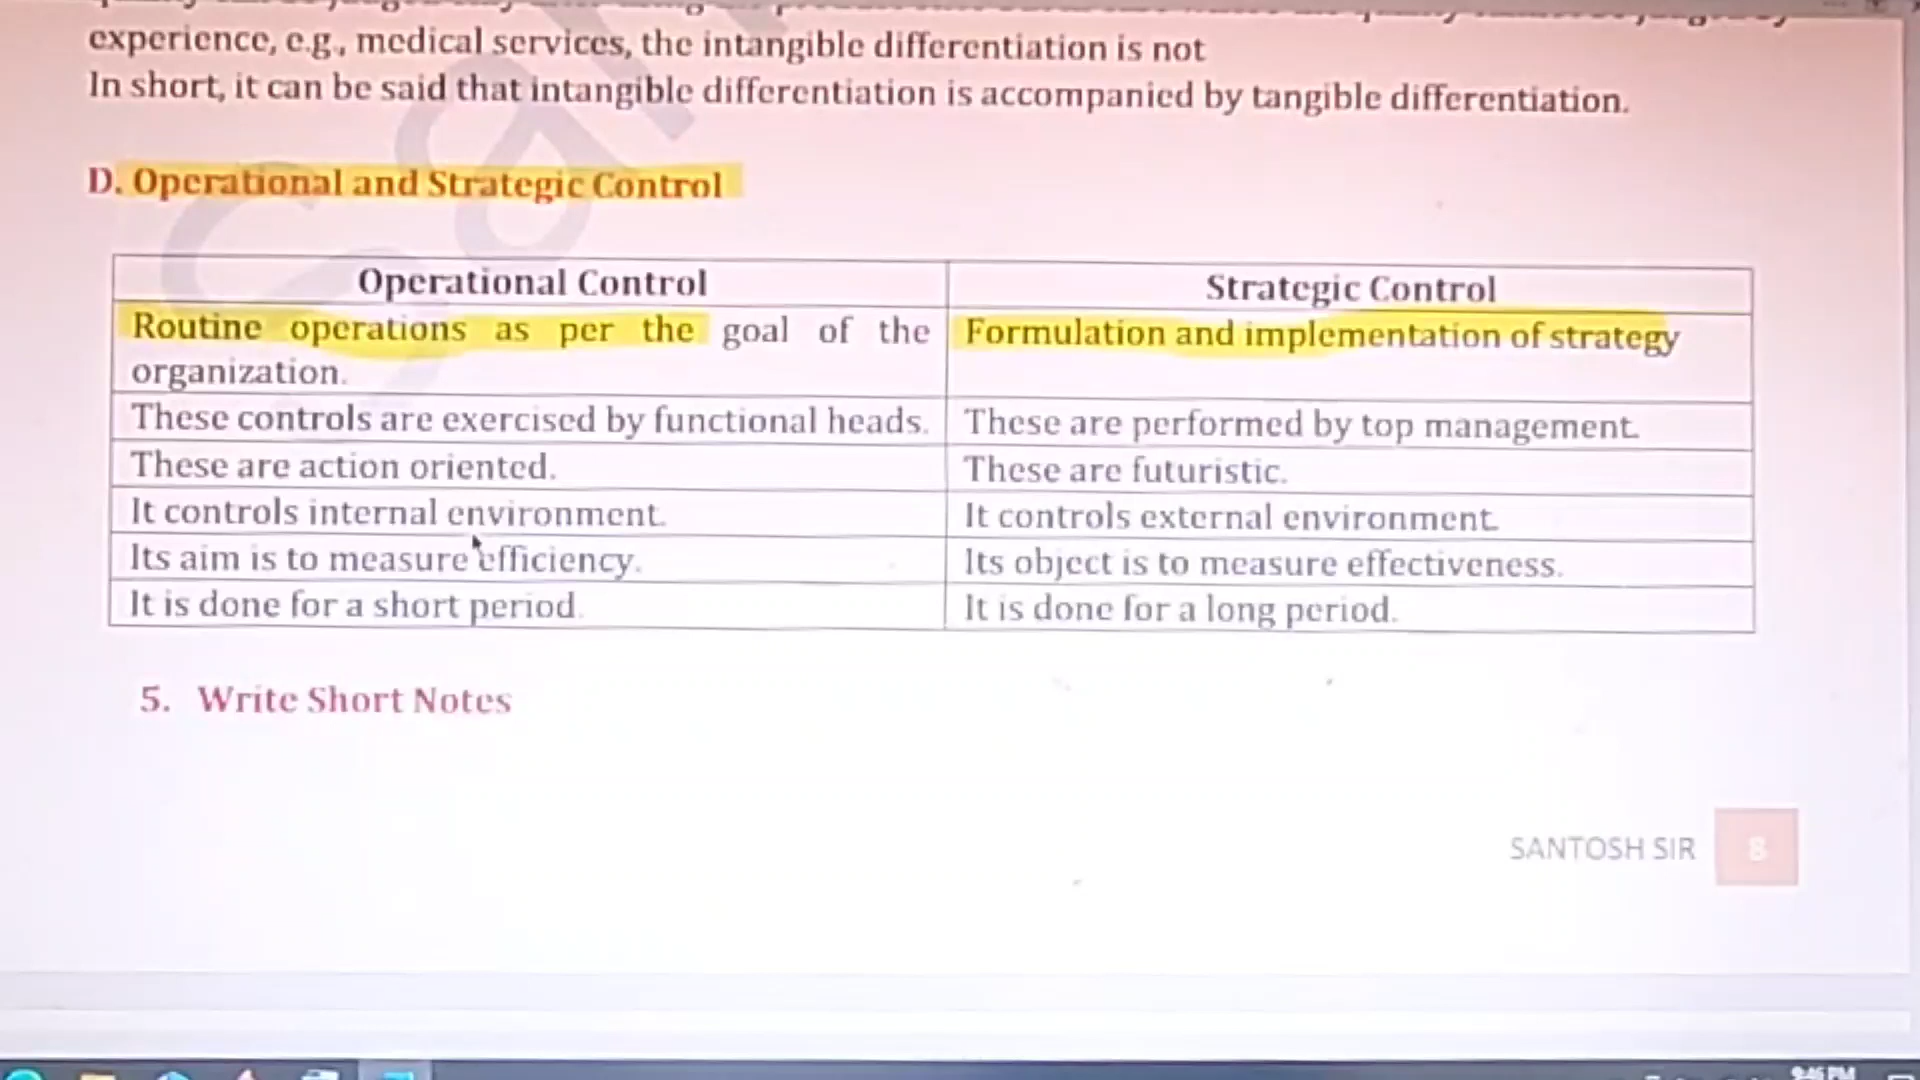 experience, e.g., medical services, the intangible differentiation is not
In short, it can be said that intangible differentiation is accompanied by tangible differentiation.
D. Operational and Strategic Control
Operational Control
Strategic Control
Routine operations as per the goal of the
organization.
Formulation and implementation of strategy
These controls are exercised by functional heads.
These are performed by top management.
These are action oriented.
These are futuristic.
It controls internal environment.
It controls external environment.
Its aim is to measure efficiency.
Its object is to measure effectiveness.
It is done for a short period.
It is done for a long period.
5. Write Short Notes
SANTOSH SIR 8
9:46 PM